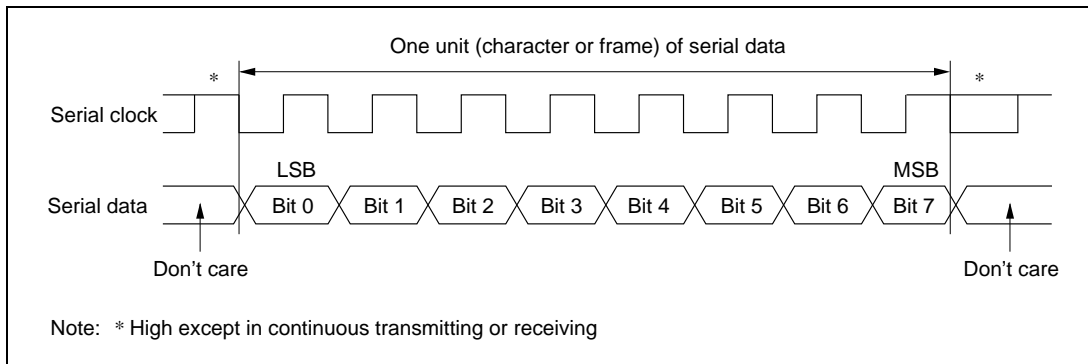 One unit (character or frame) of serial data
* *
Serial clock
LSB MSB
Serial data Bit 0 Bit 1 Bit 2 Bit 3 Bit 4 Bit 5 Bit 6 Bit 7
Don't care Don't care
Note: * High except in continuous transmitting or receiving